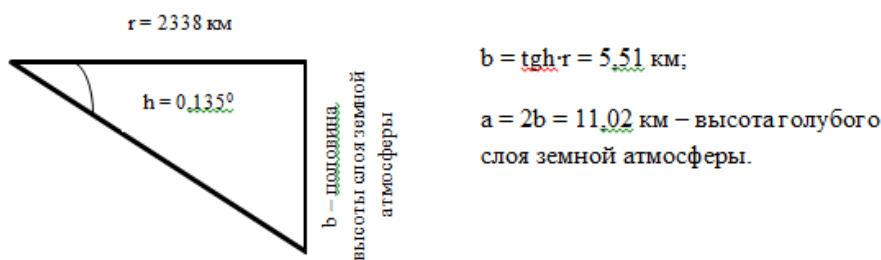 r = 2338 км
h = 0,135⁰
b – половина
высоты слоя земной
атмосферы
b = tgh·r = 5,51 км;
a = 2b = 11,02 км – высота голубого
слоя земной атмосферы.